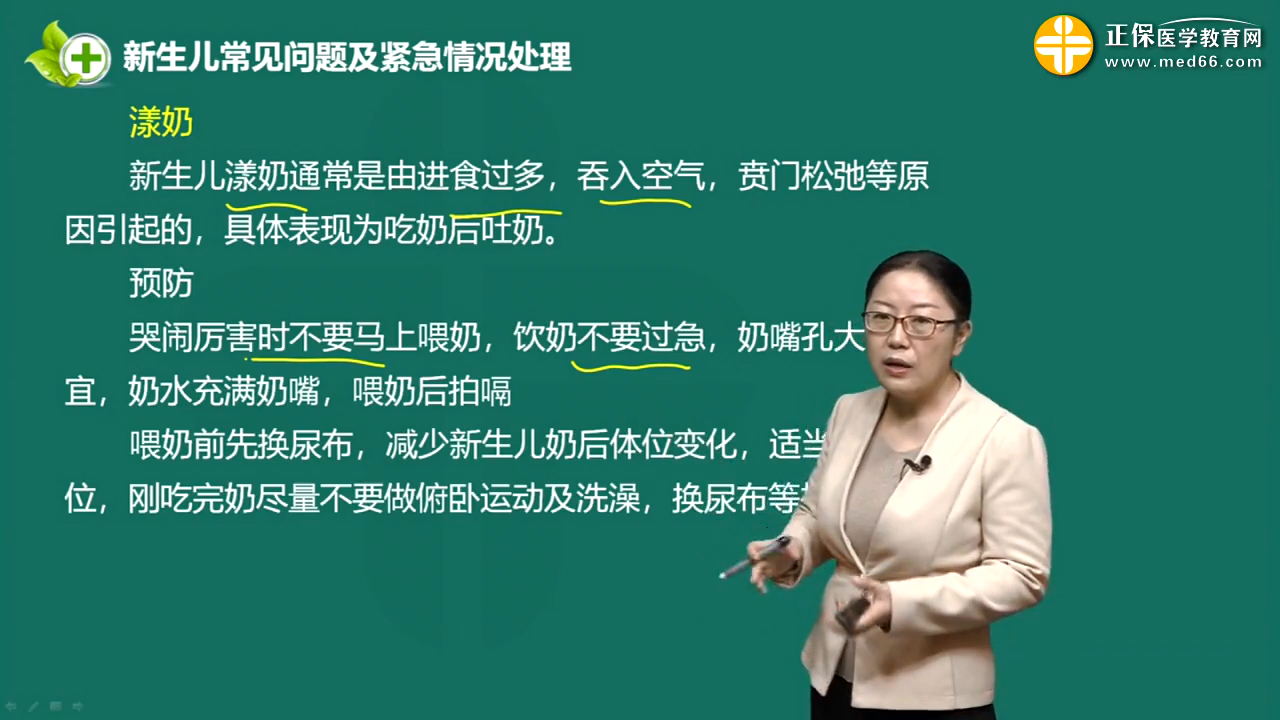 新生儿常见问题及紧急情况处理
正保医学教育网
www.med66.com
漾奶
新生儿漾奶通常是由进食过多，吞入空气，贲门松弛等原
因引起的，具体表现为吃奶后吐奶。
预防
哭闹厉害时不要马上喂奶，饮奶不要过急，奶嘴孔大
宜，奶水充满奶嘴，喂奶后拍嗝
喂奶前先换尿布，减少新生儿奶后体位变化，适当
位，刚吃完奶尽量不要做俯卧运动及洗澡，换尿布等